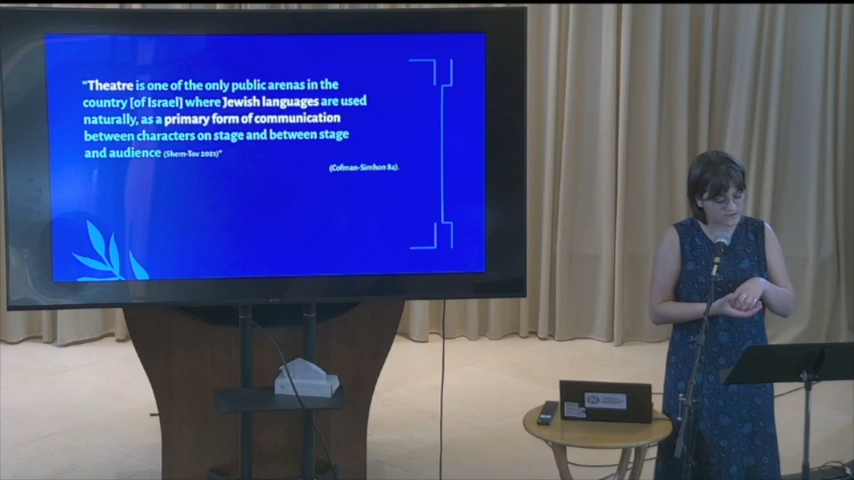 “Theatre is one of the only public arenas in the
country [of Israel] where Jewish languages are used
naturally, as a primary form of communication
between characters on stage and between stage
and audience (Shem-Tov 2021)”
(Cofman-Simhon 84).